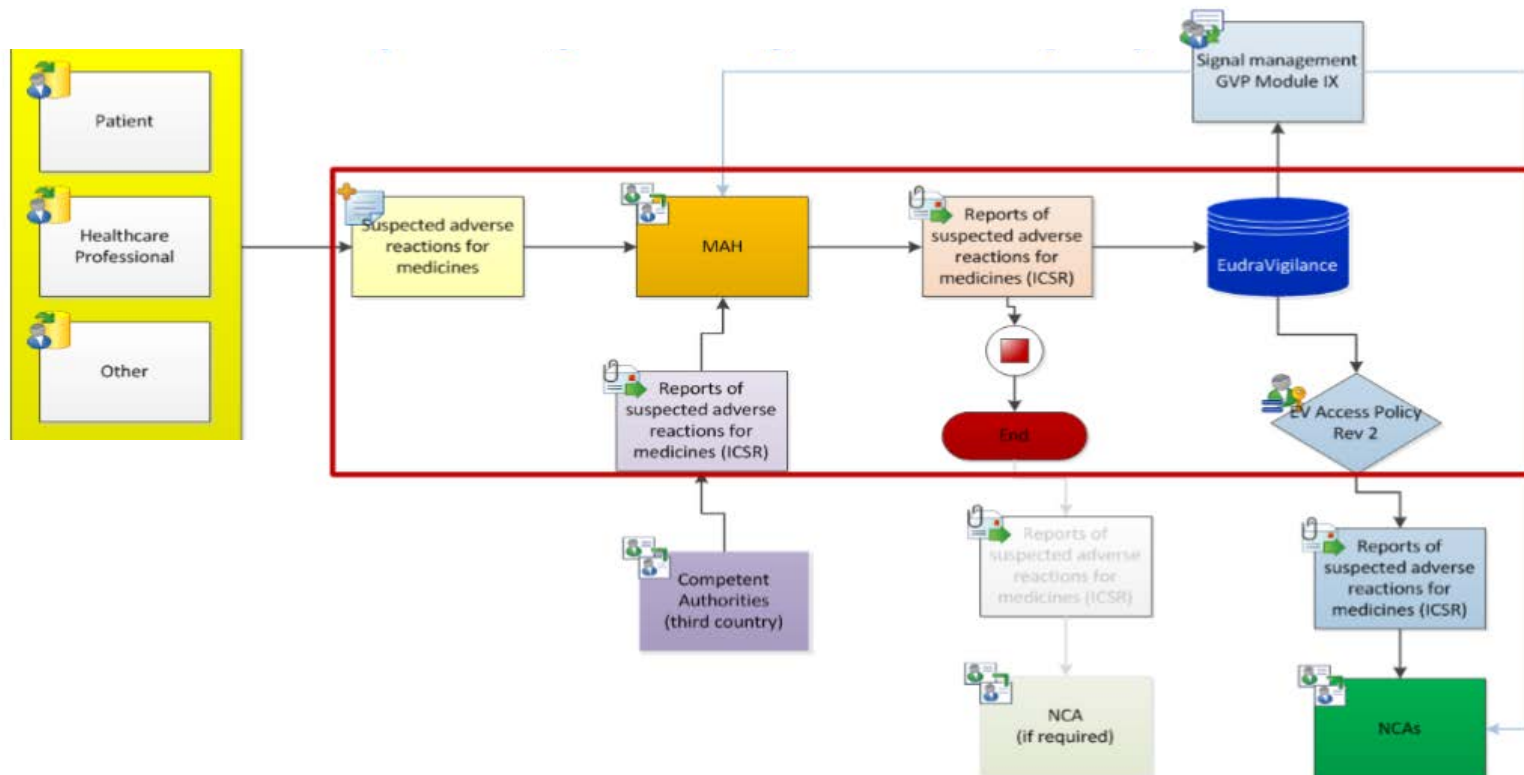 Signal management
GVP Module IX
Patient
Healthcare
Professional
Other
Suspected adverse
reactions for
medicines
MAH
Reports of
suspected adverse
reactions for
medicines (ICSR)
EudraVigilance
Reports of
suspected adverse
reactions for
medicines (ICSR)
End
EV Access Policy
Rev 2
Competent
Authorities
(third country)
Reports of
suspected adverse
reactions for
medicines (ICSR)
Reports of
suspected adverse
reactions for
medicines (ICSR)
NCA
(if required)
NCAs